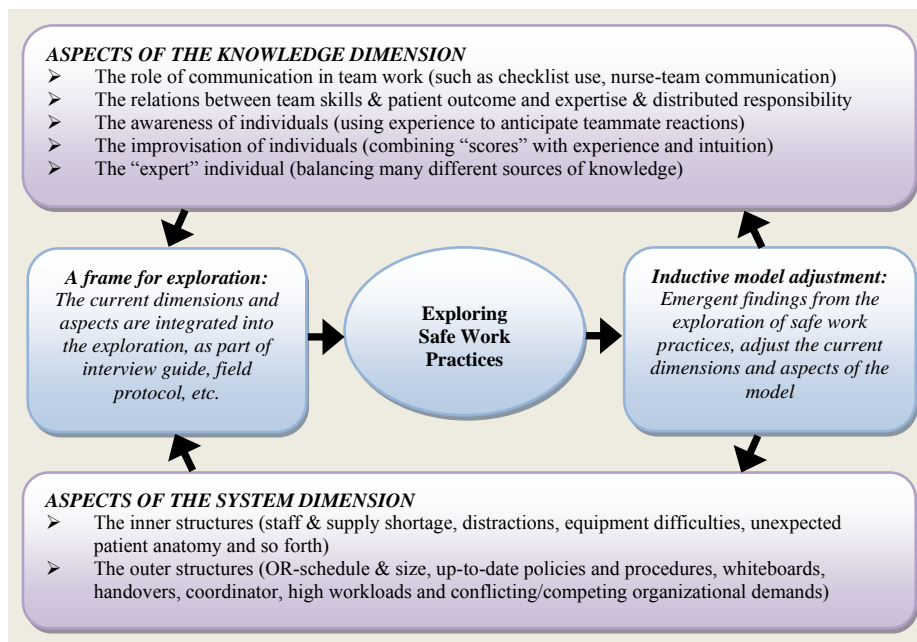 ASPECTS OF THE KNOWLEDGE DIMENSION
➢ The role of communication in team work (such as checklist use, nurse-team communication)
➢ The relations between team skills & patient outcome and expertise & distributed responsibility
➢ The awareness of individuals (using experience to anticipate teammate reactions)
➢ The improvisation of individuals (combining “scores” with experience and intuition)
➢ The “expert” individual (balancing many different sources of knowledge)
A frame for exploration:
The current dimensions and
aspects are integrated into
the exploration, as part of
interview guide, field
protocol, etc.
Exploring
Safe Work
Practices
Inductive model adjustment:
Emergent findings from the
exploration of safe work
practices, adjust the current
dimensions and aspects of the
model
ASPECTS OF THE SYSTEM DIMENSION
➢ The inner structures (staff & supply shortage, distractions, equipment difficulties, unexpected
patient anatomy and so forth)
➢ The outer structures (OR-schedule & size, up-to-date policies and procedures, whiteboards,
handovers, coordinator, high workloads and conflicting/competing organizational demands)